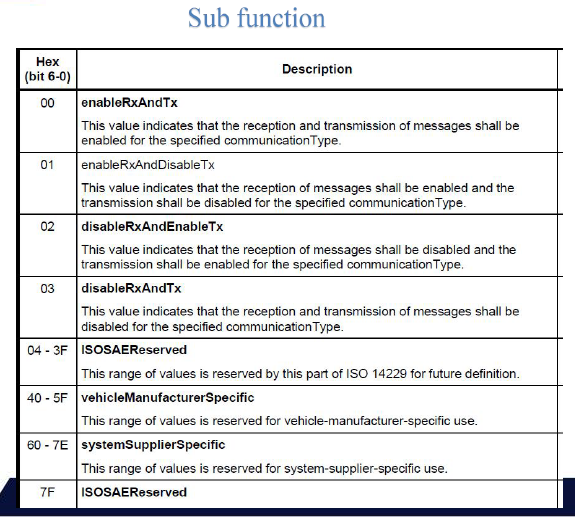 Sub function
Hex
(bit 6-0)
Description
00
enableRxAndTx
This value indicates that the reception and transmission of messages shall be
enabled for the specified communicationType.
01
enableRxAndDisableTx
This value indicates that the reception of messages shall be enabled and the
transmission shall be disabled for the specified communicationType.
02
disableRxAndEnableTx
This value indicates that the reception of messages shall be disabled and the
transmission shall be enabled for the specified communicationType.
03
disableRxAndTx
This value indicates that the reception and transmission of messages shall be
disabled for the specified communicationType.
04 - 3F
ISOSAEReserved
This range of values is reserved by this part of ISO 14229 for future definition.
40 - 5F
vehicleManufacturerSpecific
This range of values is reserved for vehicle-manufacturer-specific use.
60 - 7E
systemSupplierSpecific
This range of values is reserved for system-supplier-specific use.
7F
ISOSAEReserved